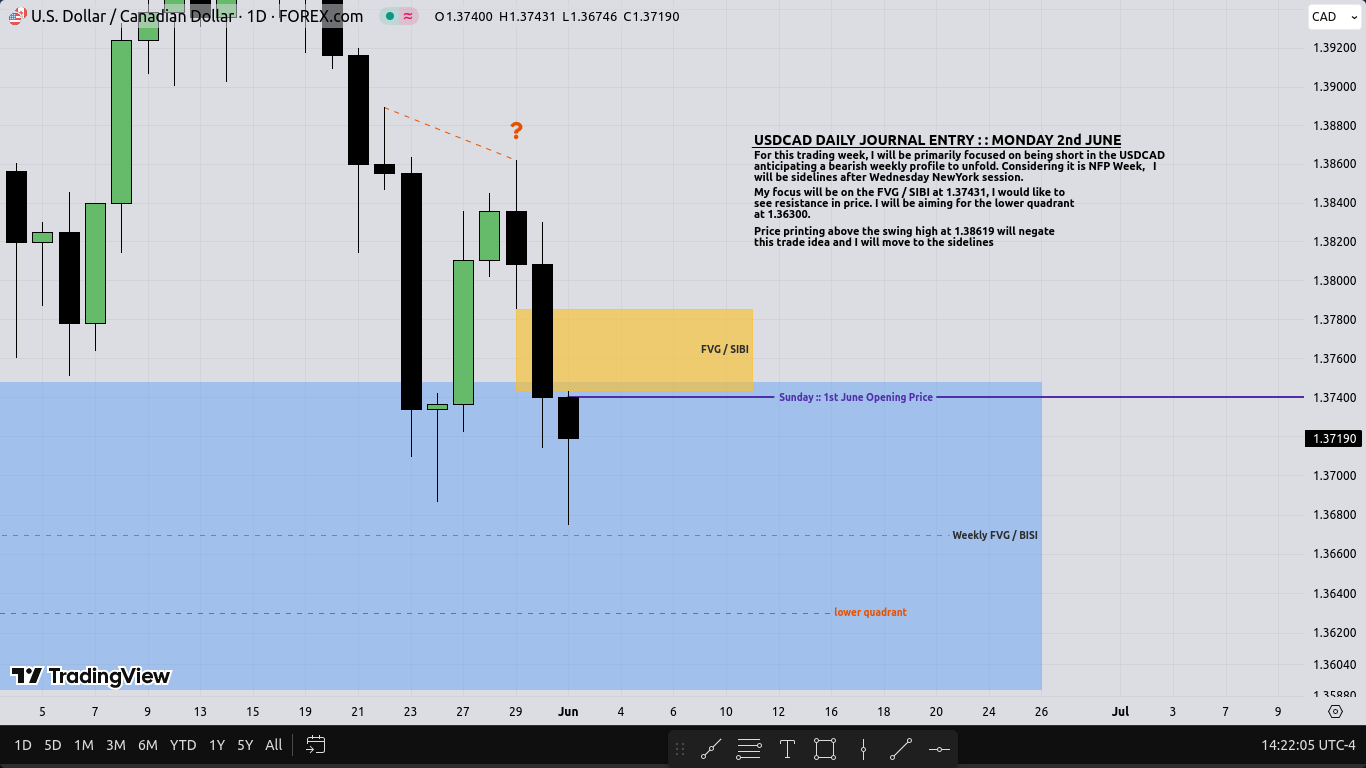 U.S. Dollar / Canadian Dollar · 1D · FOREX.com
O1.37400 H1.37431 L1.36746 C1.37190
CAD
1.39200
1.39000
1.38800
1.38600
1.38400
1.38200
1.38000
1.37800
1.37600
1.37400
1.37190
1.37000
1.36800
1.36600
1.36400
1.36200
1.36040
1.35880
?
USDCAD DAILY JOURNAL ENTRY : : MONDAY 2nd JUNE
For this trading week, I will be primarily focused on being short in the USDCAD
anticipating a bearish weekly profile to unfold. Considering it is NFP Week, I
will be sidelines after Wednesday NewYork session.
My focus will be on the FVG / SIBI at 1.37431, I would like to
see resistance in price. I will be aiming for the lower quadrant
at 1.36300.
Price printing above the swing high at 1.38619 will negate
this trade idea and I will move to the sidelines
FVG / SIBI
Sunday :: 1st June Opening Price
Weekly FVG / BISI
lower quadrant
TradingView
5 7 9 13 15 19 21 23 27 29 Jun 4 6 10 12 16 18 20 24 26 Jul 3 7 9
1D 5D 1M 3M 6M YTD 1Y 5Y All
14:22:05 UTC-4